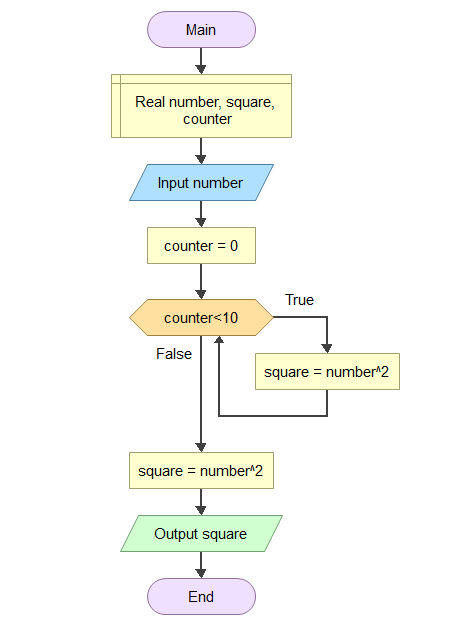 Main
Real number, square,
counter
Input number
counter = 0
counter<10
True
False
square = number^2
square = number^2
Output square
End